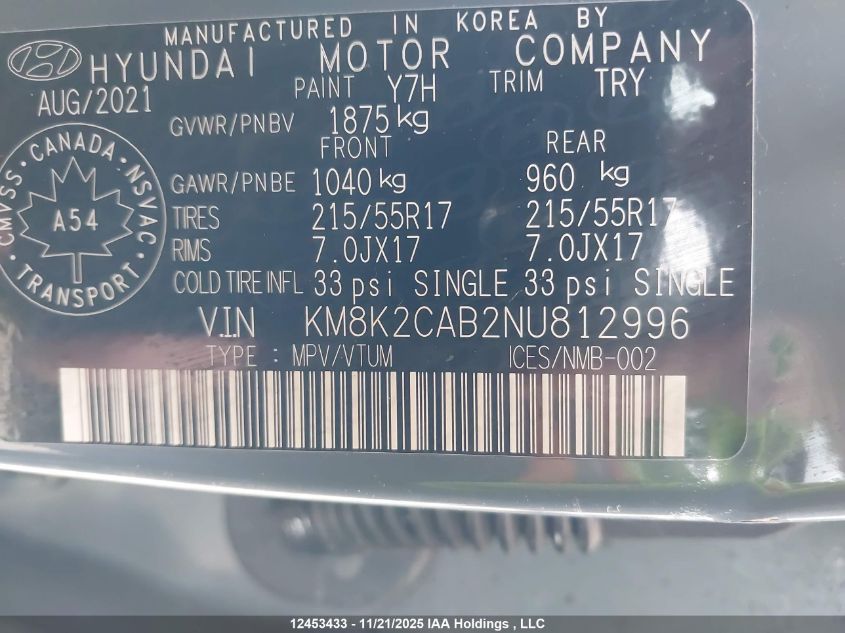 MANUFACTURED IN KOREA BY
HYUNDAI MOTOR COMPANY
AUG/2021 PAINT Y7H TRIM TRY
GVWR/PNBV 1875 kg
FRONT REAR
GAWR/PNBE 1040 kg 960 kg
TIRES 215/55R17 215/55R17
RIMS 7.0JX17 7.0JX17
COLD TIRE INFL 33 psi SINGLE 33 psi SINGLE
V.I.N KM8K2CAB2NU812996
TYPE : MPV/VTUM ICES/NMB-002
CMVSS · CANADA · NSVAC · TRANSPORT ·
A54
12453433 - 11/21/2025 IAA Holdings , LLC